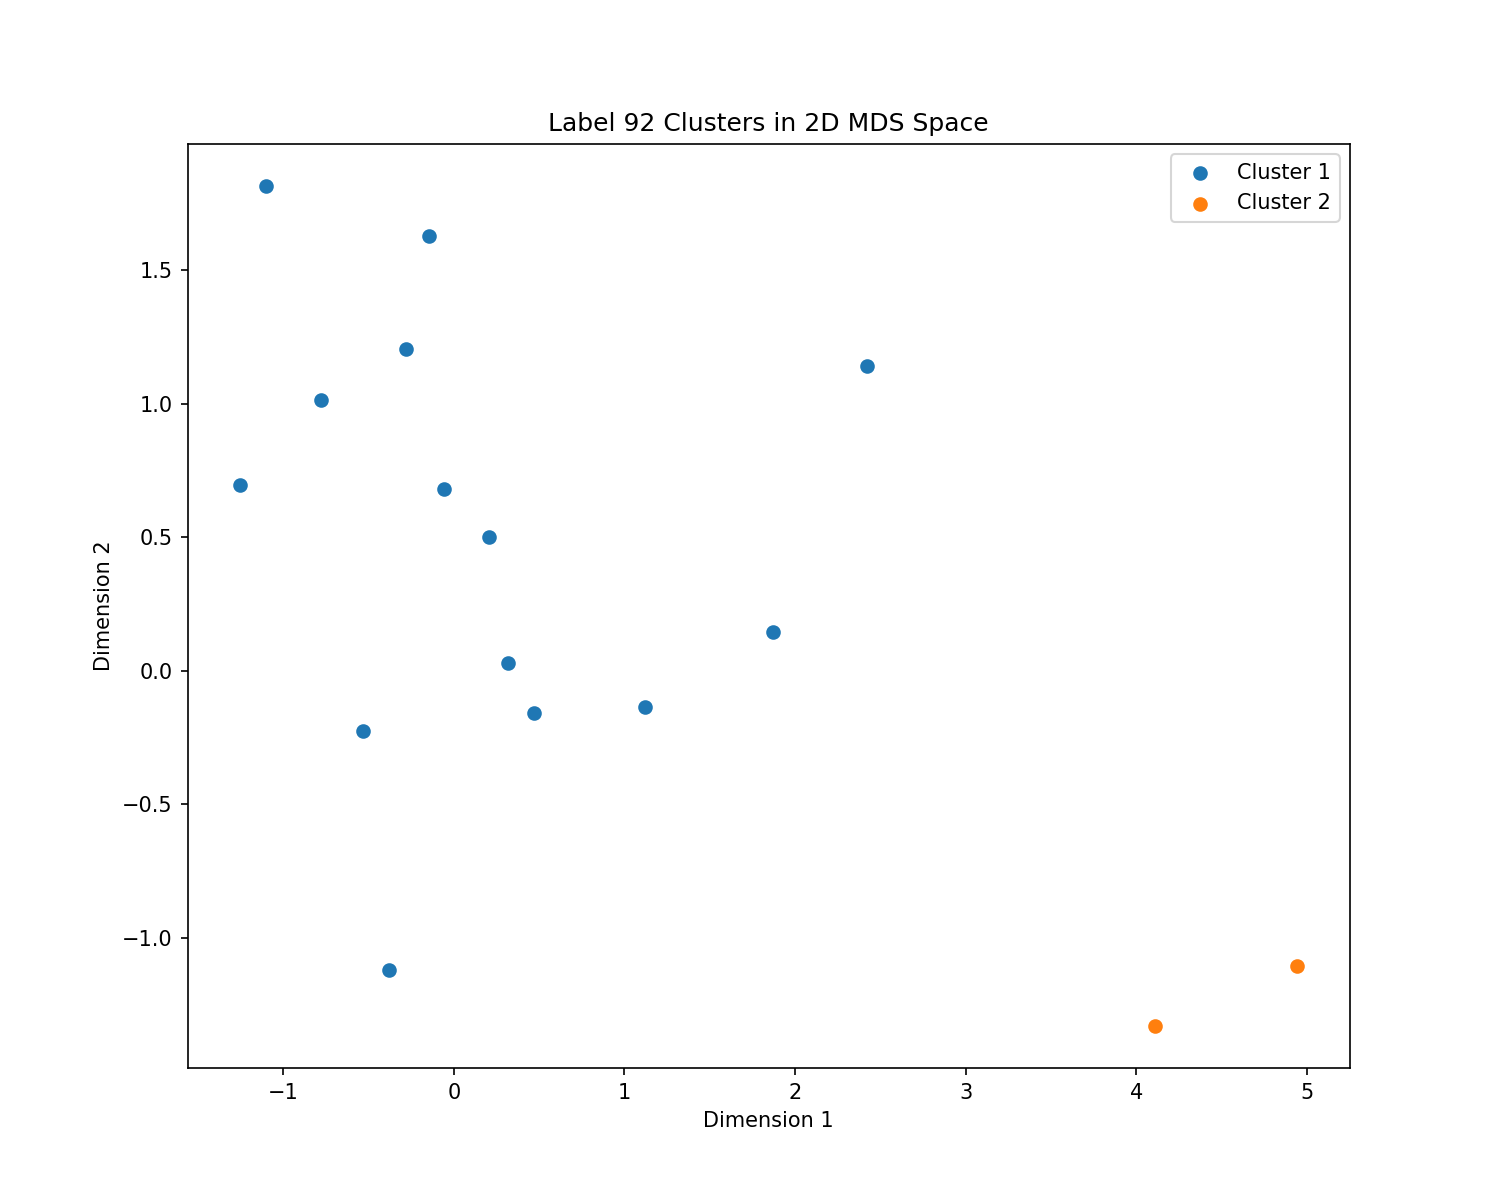 Label 92 Clusters in 2D MDS Space
Cluster 1
Cluster 2
1.5
1.0
0.5
0.0
−0.5
−1.0
Dimension 2
−1 0 1 2 3 4 5
Dimension 1